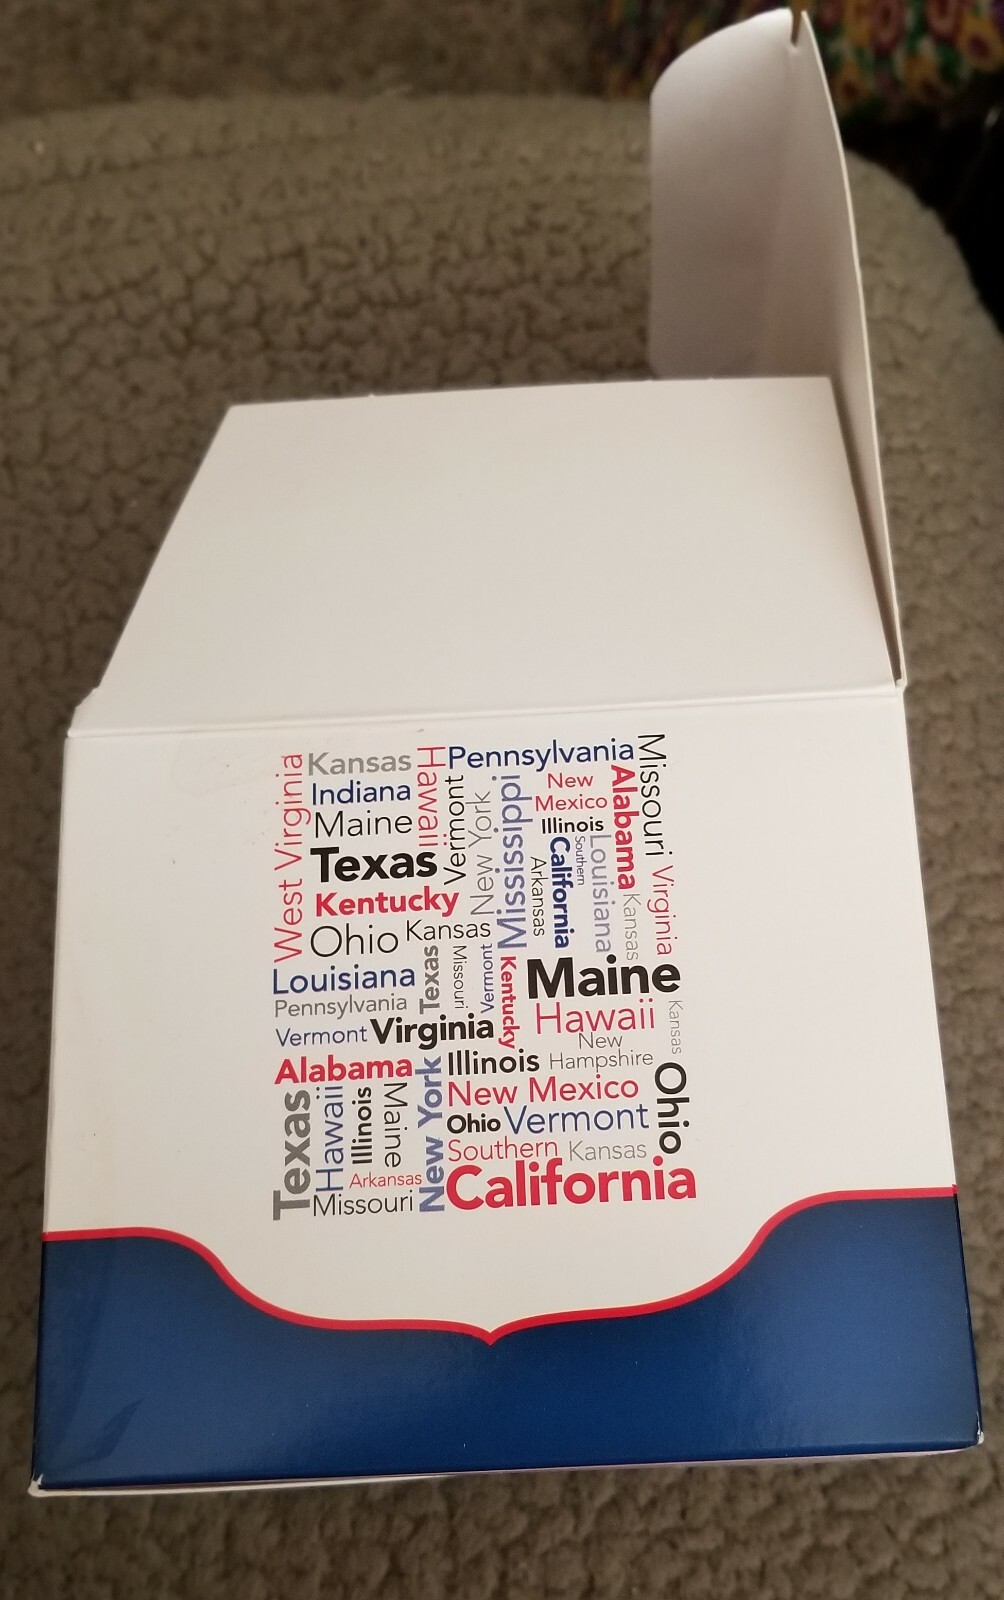 West Virginia
Kansas
Hawaii
Pennsylvania
Missouri
Indiana
Maine
Vermont
New York
Mississippi
New
Mexico
Alabama
Illinois
Texas
Arkansas
California
Southern
Louisiana
Kansas
Virginia
Kentucky
Ohio
Kansas
Louisiana
Texas
Missouri
Vermont
Kentucky
Maine
Pennsylvania
Hawaii
Kansas
Vermont
Virginia
New
Hampshire
Alabama
New York
Illinois
Ohio
Texas
Hawaii
Illinois
Maine
New Mexico
Ohio
Vermont
Southern
Kansas
Arkansas
California
Missouri